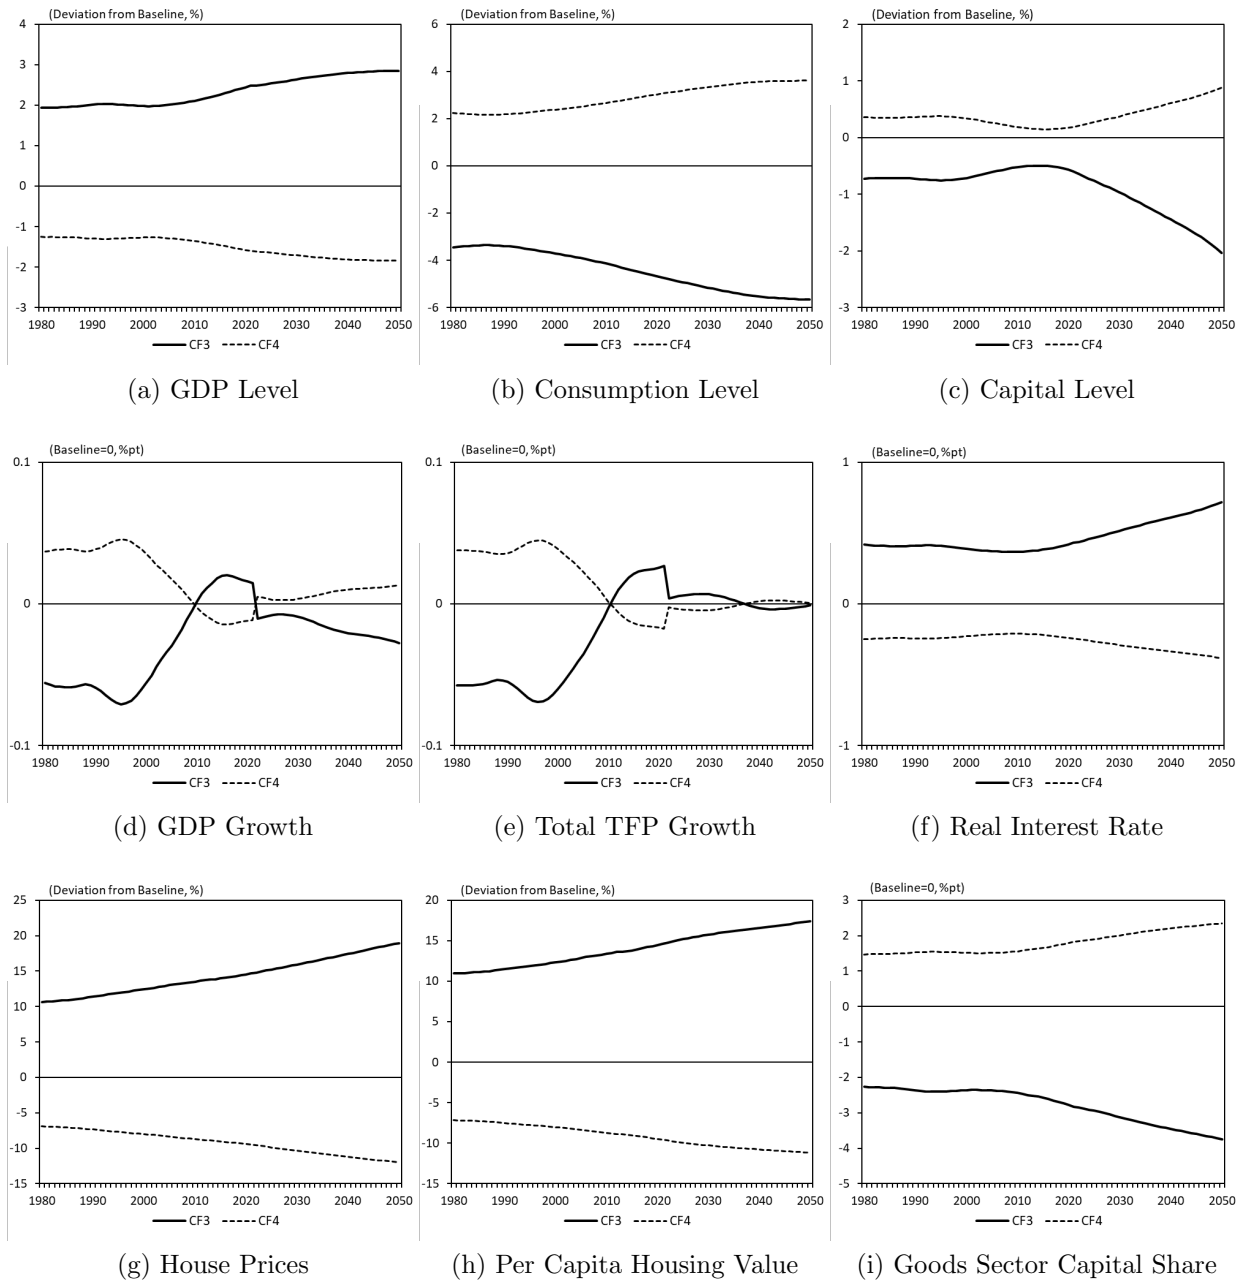 (Deviation from Baseline, %)
4
3
2
1
0
-1
-2
-3
1980 1990 2000 2010 2020 2030 2040 2050
CF3 CF4
(a) GDP Level
(Deviation from Baseline, %)
6
4
2
0
-2
-4
-6
1980 1990 2000 2010 2020 2030 2040 2050
CF3 CF4
(b) Consumption Level
(Deviation from Baseline, %)
2
1
0
-1
-2
-3
1980 1990 2000 2010 2020 2030 2040 2050
CF3 CF4
(c) Capital Level
(Baseline=0, %pt)
0.1
0
-0.1
1980 1990 2000 2010 2020 2030 2040 2050
CF3 CF4
(d) GDP Growth
(Baseline=0, %pt)
0.1
0
-0.1
1980 1990 2000 2010 2020 2030 2040 2050
CF3 CF4
(e) Total TFP Growth
(Baseline=0, %pt)
1
0
-1
1980 1990 2000 2010 2020 2030 2040 2050
CF3 CF4
(f) Real Interest Rate
(Deviation from Baseline, %)
25
20
15
10
5
0
-5
-10
-15
1980 1990 2000 2010 2020 2030 2040 2050
CF3 CF4
(g) House Prices
(Deviation from Baseline, %)
20
15
10
5
0
-5
-10
-15
1980 1990 2000 2010 2020 2030 2040 2050
CF3 CF4
(h) Per Capita Housing Value
(Baseline=0, %pt)
3
2
1
0
-1
-2
-3
-4
-5
1980 1990 2000 2010 2020 2030 2040 2050
CF3 CF4
(i) Goods Sector Capital Share